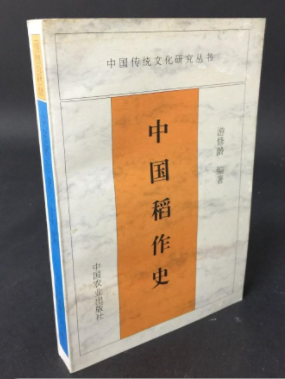 中国传统文化研究丛书
游修龄 编著
中国稻作史
中国农业出版社